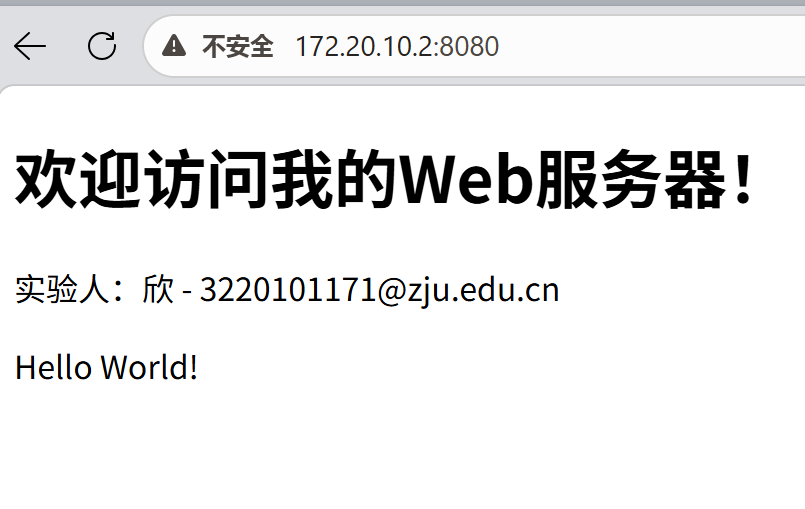 不安全 172.20.10.2:8080
欢迎访问我的Web服务器！
实验人：欣 - 3220101171@zju.edu.cn
Hello World!